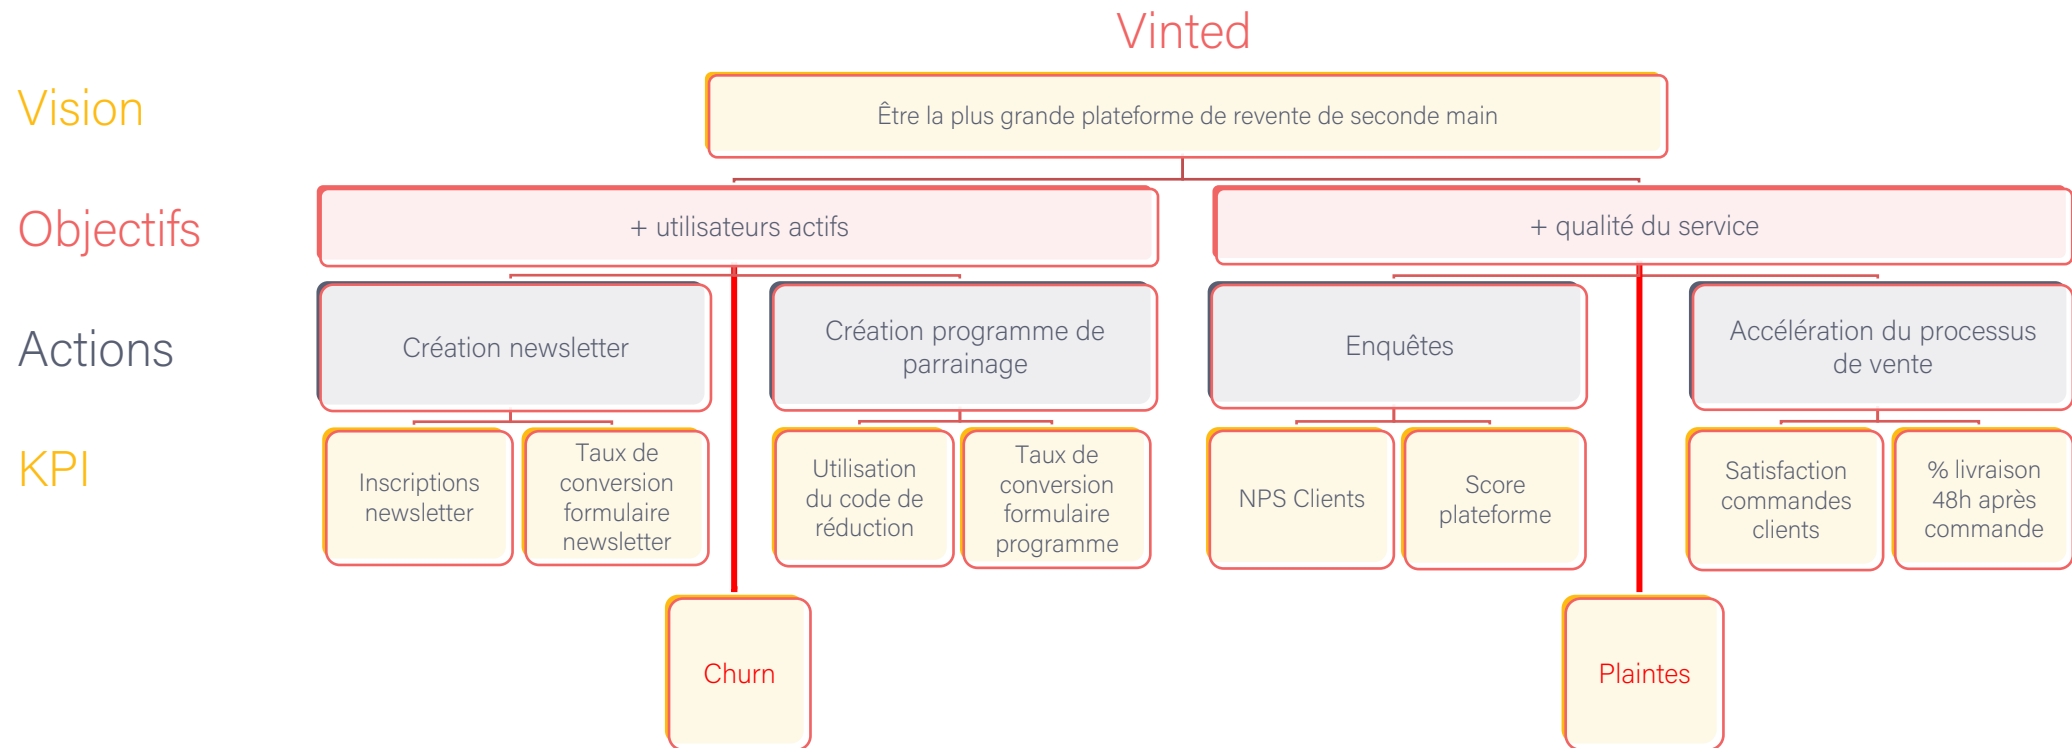 Vinted
Vision
Être la plus grande plateforme de revente de seconde main
Objectifs
+ utilisateurs actifs
+ qualité du service
Actions
Création newsletter
Création programme de
parrainage
Enquêtes
Accélération du processus
de vente
KPI
Inscriptions
newsletter
Taux de
conversion
formulaire
newsletter
Utilisation
du code de
réduction
Taux de
conversion
formulaire
programme
NPS Clients
Score
plateforme
Satisfaction
commandes
clients
% livraison
48h après
commande
Churn
Plaintes